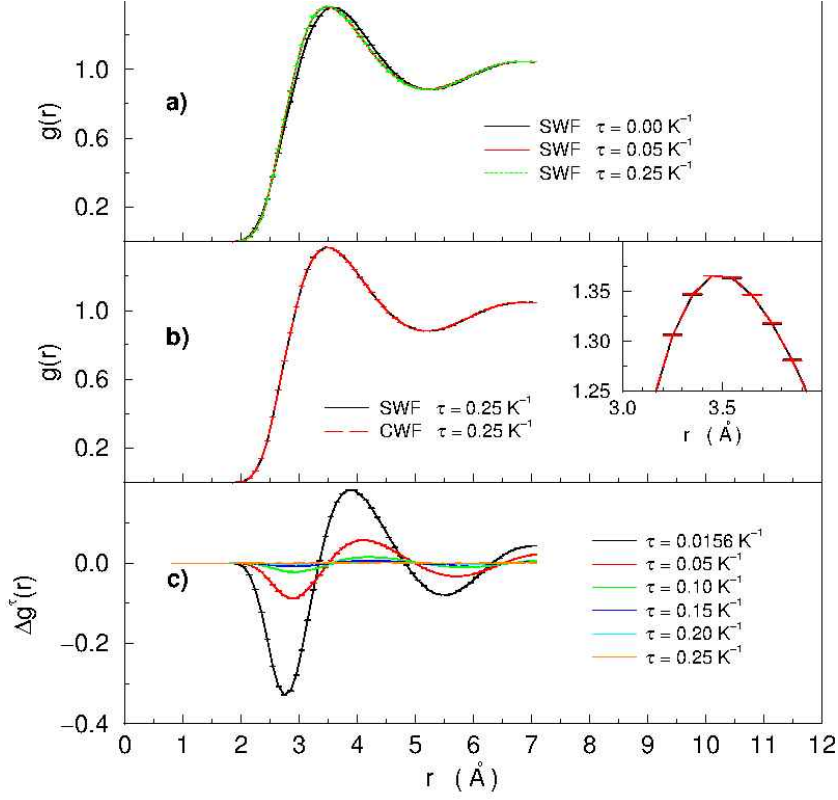 1.0
0.6
0.2
g(r)
a)
SWF τ = 0.00 K⁻¹
SWF τ = 0.05 K⁻¹
SWF τ = 0.25 K⁻¹
1.0
0.6
0.2
g(r)
b)
SWF τ = 0.25 K⁻¹
CWF τ = 0.25 K⁻¹
1.35
1.30
1.25
3.0 3.5
r (Å)
0.0
−0.2
−0.4
Δg^τ(r)
c)
τ = 0.0156 K⁻¹
τ = 0.05 K⁻¹
τ = 0.10 K⁻¹
τ = 0.15 K⁻¹
τ = 0.20 K⁻¹
τ = 0.25 K⁻¹
0 1 2 3 4 5 6 7 8 9 10 11 12
r (Å)